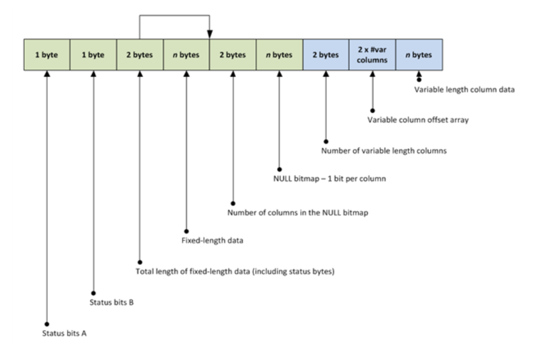 1 byte
1 byte
2 bytes
n bytes
2 bytes
n bytes
2 bytes
2 x #var
columns
n bytes
Variable length column data
Variable column offset array
Number of variable length columns
NULL bitmap – 1 bit per column
Number of columns in the NULL bitmap
Fixed-length data
Total length of fixed-length data (including status bytes)
Status bits B
Status bits A